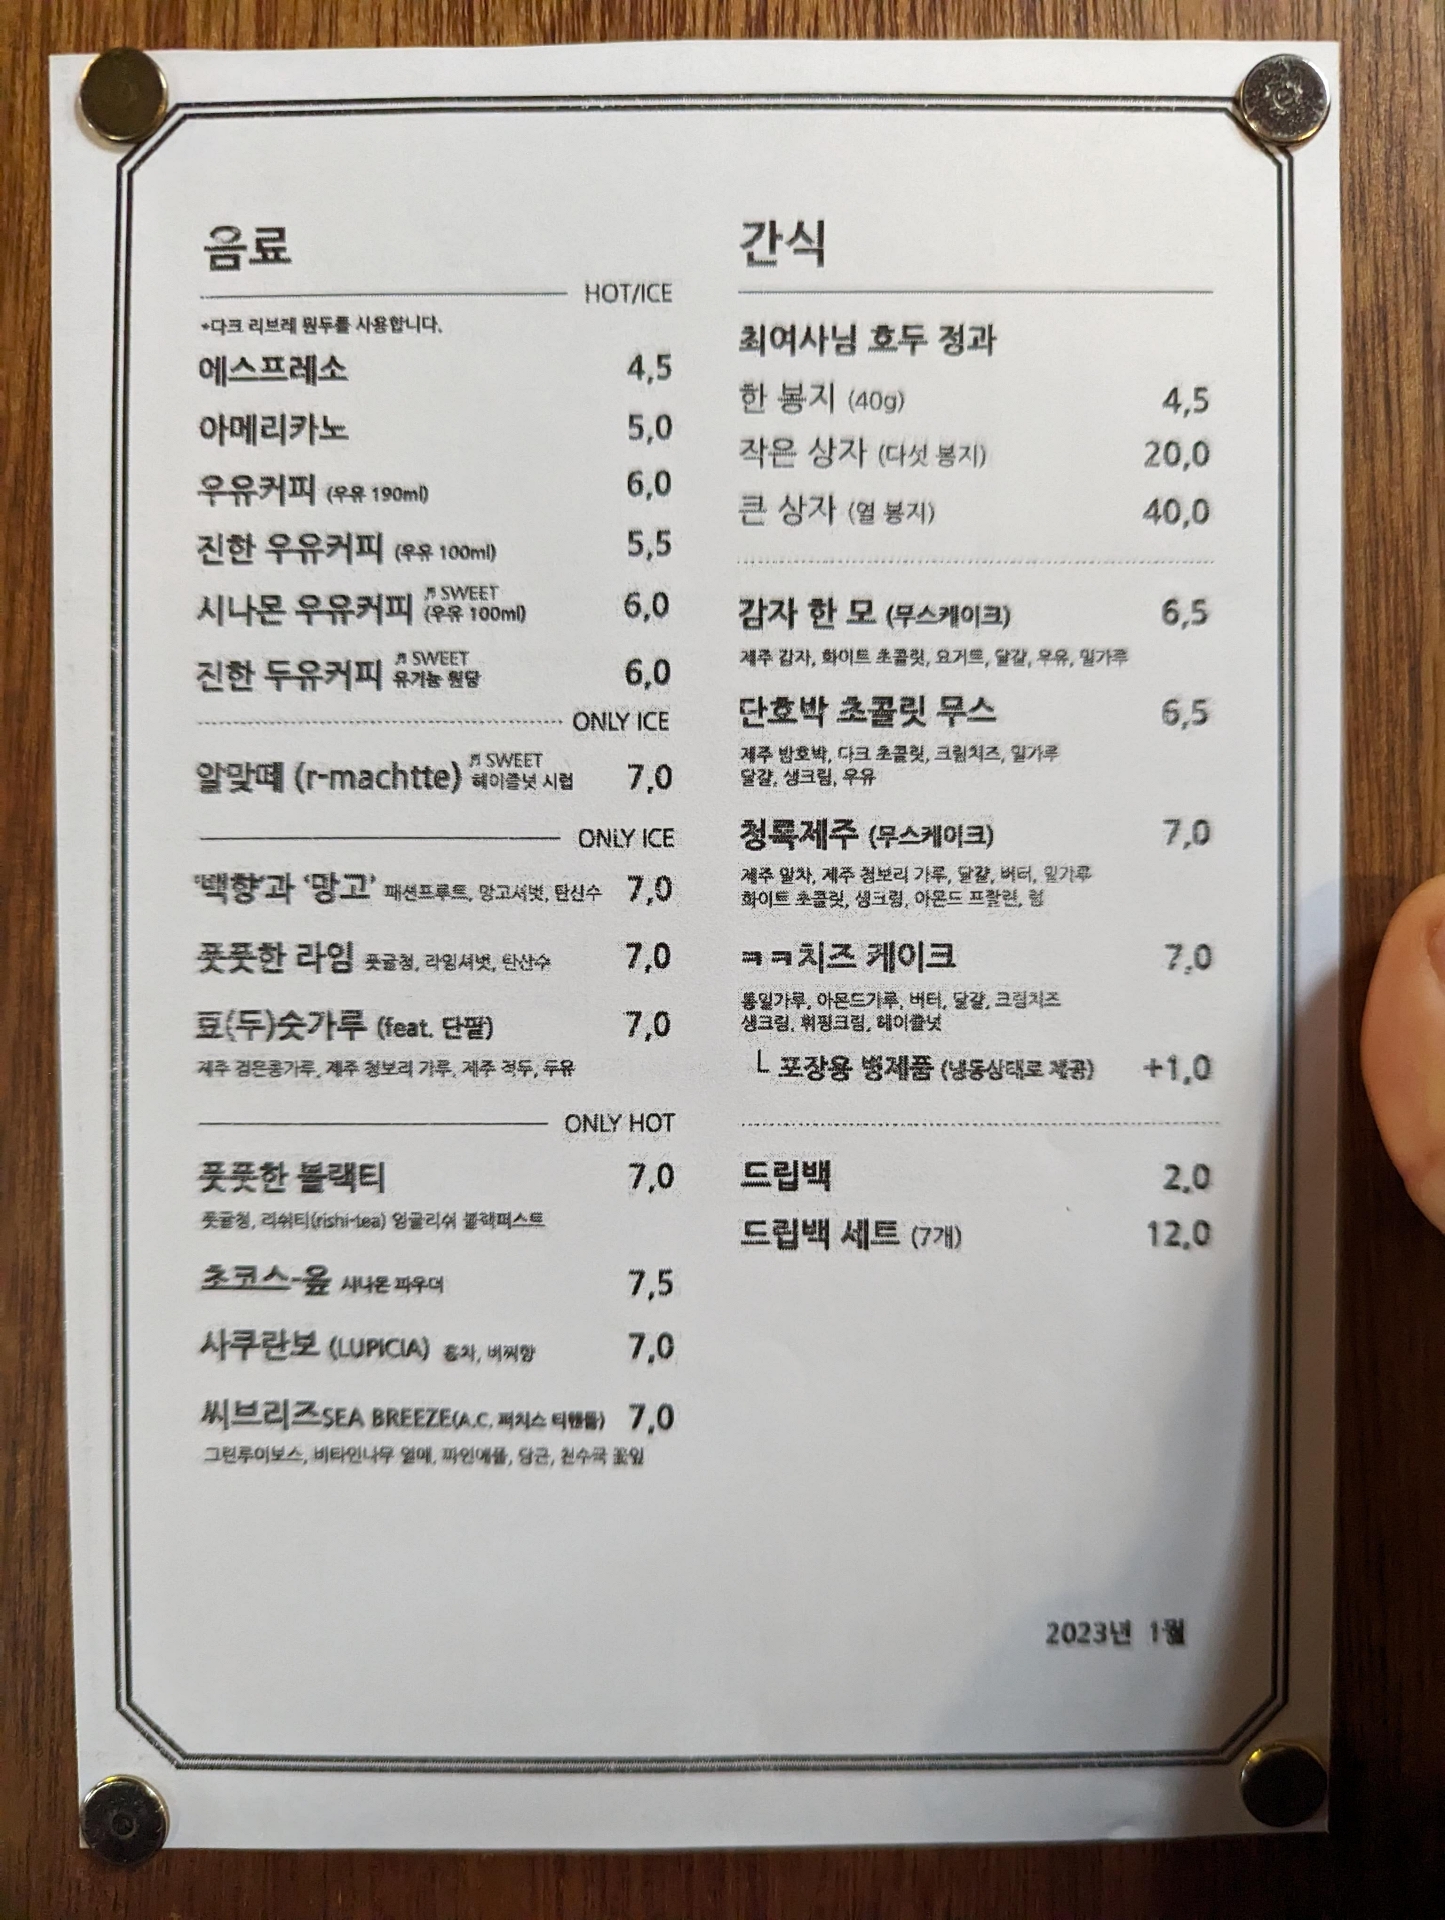 음료
HOT/ICE
*다크 리브레 원두를 사용합니다.
에스프레소 4,5
아메리카노 5,0
우유커피 (우유 190ml) 6,0
진한 우유커피 (우유 100ml) 5,5
시나몬 우유커피 ♬ SWEET (우유 100ml) 6,0
진한 두유커피 ♬ SWEET 유기농 원당 6,0
ONLY ICE
알맞떼 (r-machtte) ♬ SWEET 헤이즐넛 시럽 7,0
ONLY ICE
'백향'과 '망고' 패션프루트, 망고셔벗, 탄산수 7,0
풋풋한 라임 풋귤청, 라임셔벗, 탄산수 7,0
豆(두)숫가루 (feat. 단팥) 7,0
제주 검은콩가루, 제주 청보리 가루, 제주 적두, 두유
ONLY HOT
풋풋한 블랙티 7,0
풋귤청, 리쉬티(rishi-tea) 잉글리쉬 블랙퍼스트
초코스-읖 시나몬 파우더 7,5
사쿠란보 (LUPICIA) 홍차, 버찌향 7,0
씨브리즈SEA BREEZE(A.C. 퍼치스 티핸들) 7,0
그린루이보스, 비타민나무 열매, 파인애플, 당근, 천수국 꽃잎
간식
최여사님 호두 정과
한 봉지 (40g) 4,5
작은 상자 (다섯 봉지) 20,0
큰 상자 (열 봉지) 40,0
감자 한 모 (무스케이크) 6,5
제주 감자, 화이트 초콜릿, 요거트, 달걀, 우유, 밀가루
단호박 초콜릿 무스 6,5
제주 밤호박, 다크 초콜릿, 크림치즈, 밀가루
달걀, 생크림, 우유
청록제주 (무스케이크) 7,0
제주 말차, 제주 청보리 가루, 달걀, 버터, 밀가루
화이트 초콜릿, 생크림, 아몬드 프랄린, 럼
ㅋㅋ치즈 케이크 7,0
통밀가루, 아몬드가루, 버터, 달걀, 크림치즈
생크림, 휘핑크림, 헤이즐넛
└ 포장용 병제품 (냉동상태로 제공) +1,0
드립백 2,0
드립백 세트 (7개) 12,0
2023년 1월